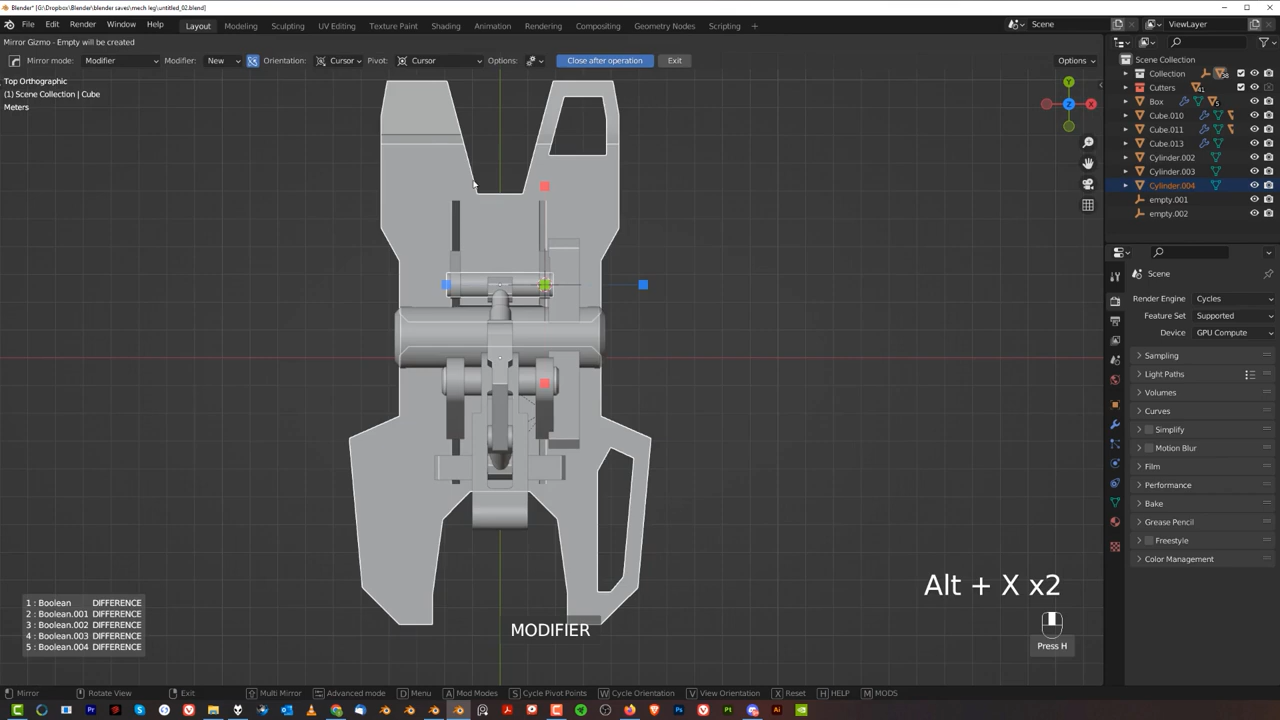 Blender* [G:\Dropbox\Blender\blender saves\mech leg\untitled_02.blend]
File Edit Render Window Help Layout Modeling Sculpting UV Editing Texture Paint Shading Animation Rendering Compositing Geometry Nodes Scripting + Scene ViewLayer
Mirror Gizmo - Empty will be created
Mirror mode: Modifier Modifier: New Orientation: Cursor Pivot: Cursor Options: Close after operation Exit Options
Top Orthographic
(1) Scene Collection | Cube
Meters
Z
Y
X
Scene Collection
Collection 38
Cutters 41
Box 5
Cube.010
Cube.011
Cube.013
Cylinder.002
Cylinder.003
Cylinder.004
empty.001
empty.002
Scene
Render Engine Cycles
Feature Set Supported
Device GPU Compute
Sampling
Light Paths
Volumes
Curves
Simplify
Motion Blur
Film
Performance
Bake
Grease Pencil
Freestyle
Color Management
Alt + X x2
Press H
1 : Boolean DIFFERENCE
2 : Boolean.001 DIFFERENCE
3 : Boolean.002 DIFFERENCE
4 : Boolean.003 DIFFERENCE
5 : Boolean.004 DIFFERENCE
MODIFIER
Mirror Rotate View Exit Multi Mirror Advanced mode D Menu A Mod Modes S Cycle Pivot Points W Cycle Orientation V View Orientation X Reset H HELP M MODS